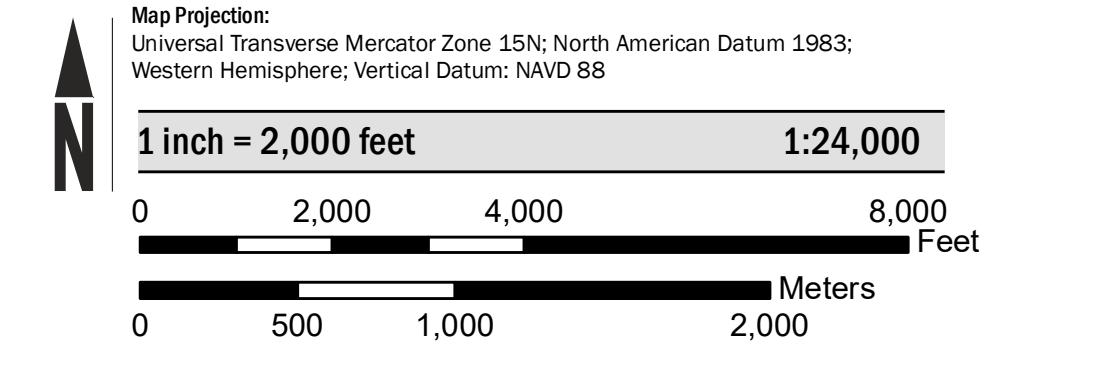 Map Projection:
Universal Transverse Mercator Zone 15N; North American Datum 1983;
Western Hemisphere; Vertical Datum: NAVD 88
N
1 inch = 2,000 feet 1:24,000
0 2,000 4,000 8,000
Feet
Meters
0 500 1,000 2,000